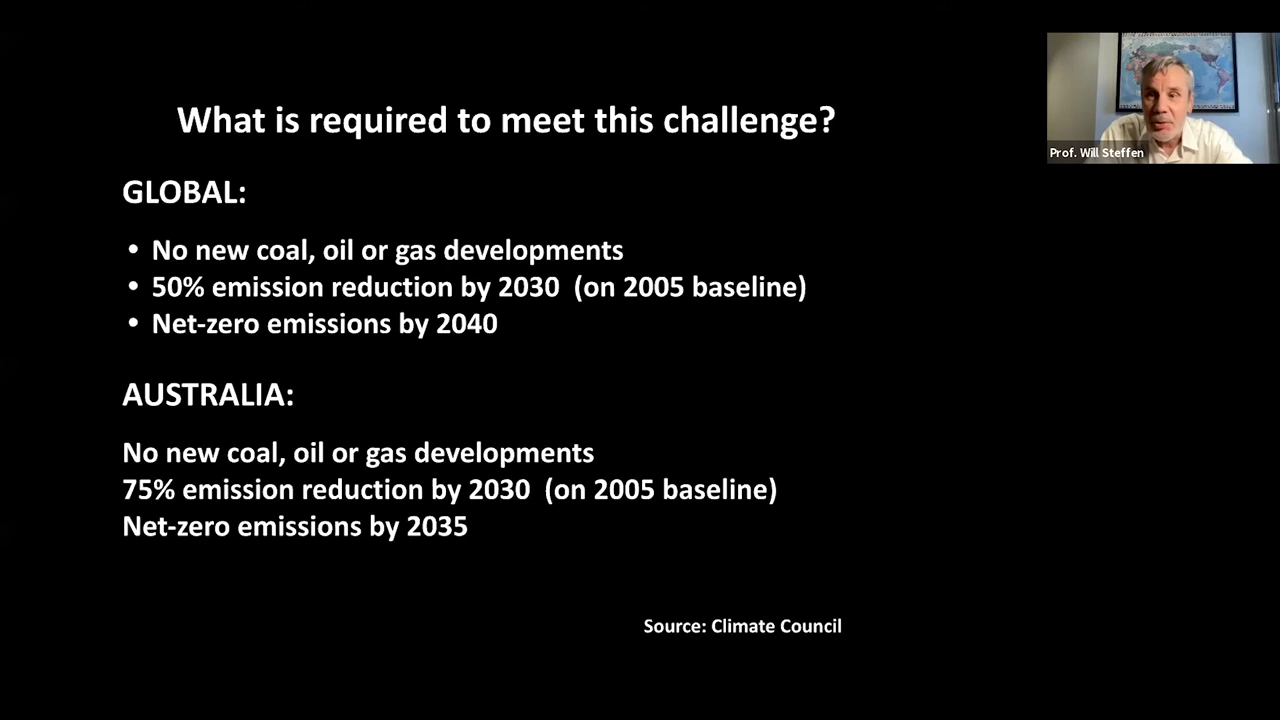 What is required to meet this challenge?
Prof. Will Steffen
GLOBAL:
• No new coal, oil or gas developments
• 50% emission reduction by 2030 (on 2005 baseline)
• Net-zero emissions by 2040
AUSTRALIA:
No new coal, oil or gas developments
75% emission reduction by 2030 (on 2005 baseline)
Net-zero emissions by 2035
Source: Climate Council